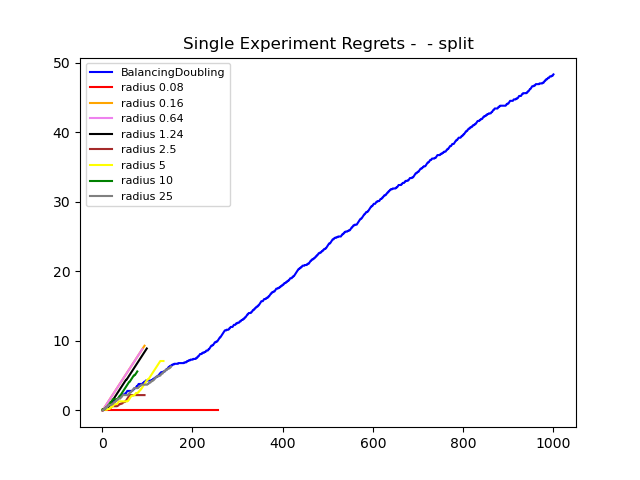 Single Experiment Regrets -  - split
50
40
30
20
10
0
BalancingDoubling
radius 0.08
radius 0.16
radius 0.64
radius 1.24
radius 2.5
radius 5
radius 10
radius 25
0 200 400 600 800 1000